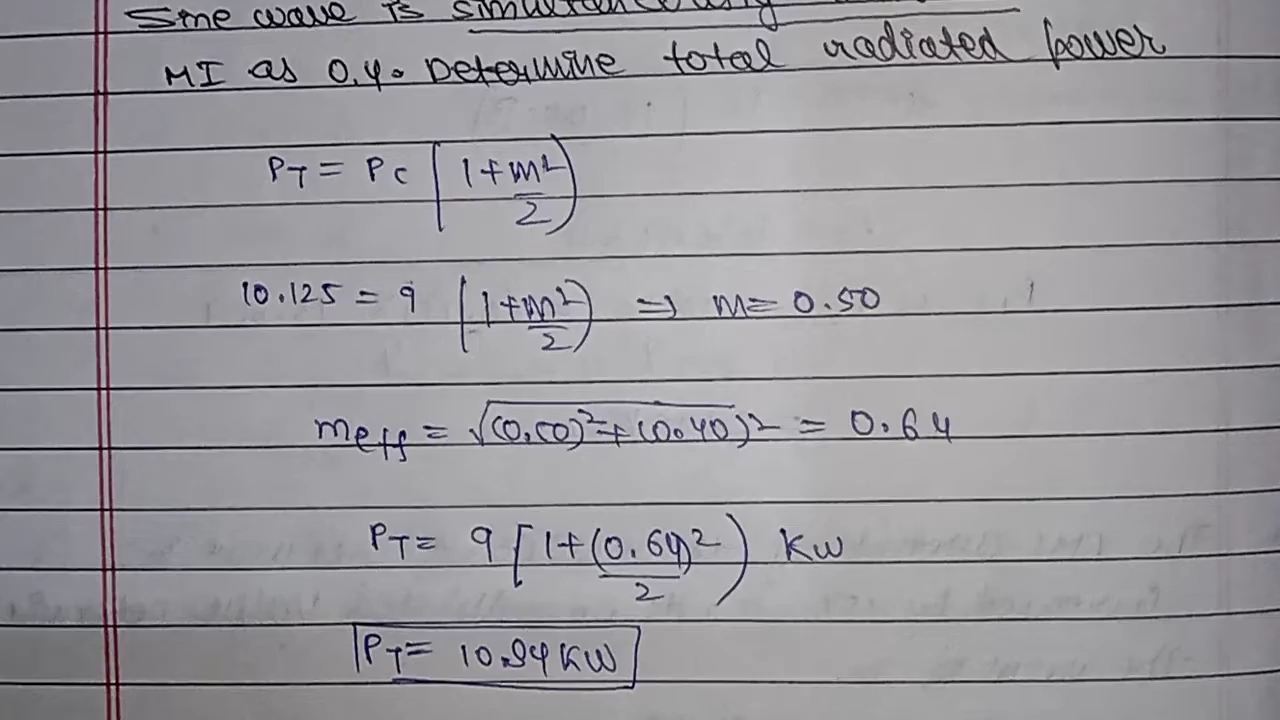 Sine wave is simultaneously
MI as 0.4. Determine total radiated power
PT = Pc [1+m²/2)
10.125 = 9 [1+m²/2) => m= 0.50
meff = √(0.50)²+(0.40)² = 0.64
PT= 9 [1+(0.64)²/2) KW
PT= 10.94 KW